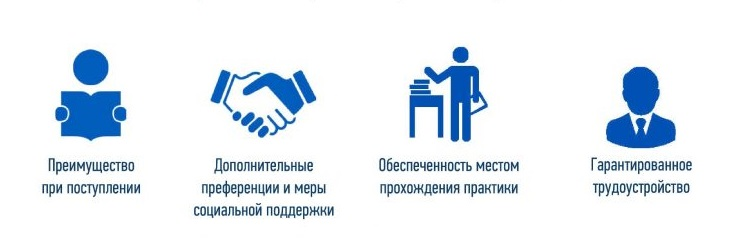 Преимущество
при поступлении
Дополнительные
преференции и меры
социальной поддержки
Обеспеченность местом
прохождения практики
Гарантированное
трудоустройство